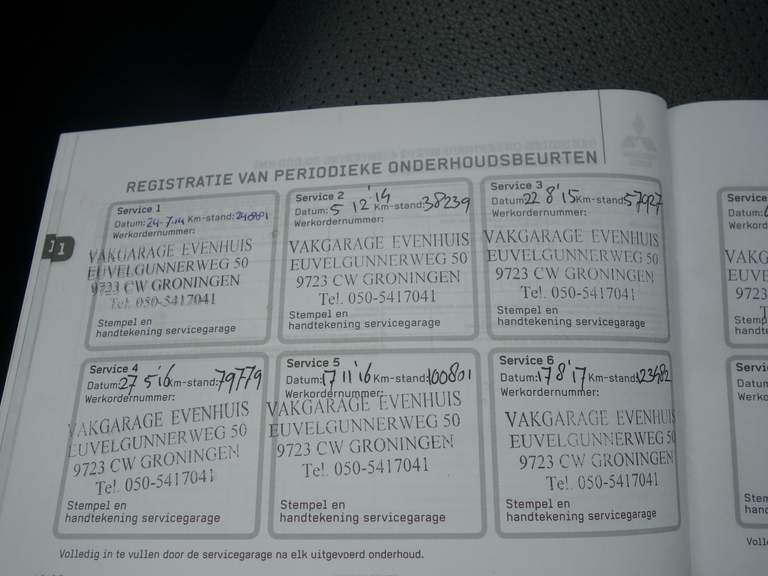 REGISTRATIE VAN PERIODIEKE ONDERHOUDSBEURTEN
11
Service 1
Datum: 24-7-14 Km-stand:
Werkordernummer:
VAKGARAGE EVENHUIS
EUVELGUNNERWEG 50
9723 CW GRONINGEN
Tel. 050-5417041
Stempel en
handtekening servicegarage
Service 2
Datum: 5 12 '14 Km-stand: 38239
Werkordernummer:
VAKGARAGE EVENHUIS
EUVELGUNNERWEG 50
9723 CW GRONINGEN
Tel. 050-5417041
Stempel en
handtekening servicegarage
Service 3
Datum: 22 8 '15 Km-stand: 57927
Werkordernummer:
VAKGARAGE EVENHUIS
EUVELGUNNERWEG 50
9723 CW GRONINGEN
Tel. 050-5417041
Stempel en
handtekening servicegarage
Service 4
Datum: 27 5 '16 Km-stand: 79779
Werkordernummer:
VAKGARAGE EVENHUIS
EUVELGUNNERWEG 50
9723 CW GRONINGEN
Tel. 050-5417041
Stempel en
handtekening servicegarage
Service 5
Datum: 17 11 '16 Km-stand: 100801
Werkordernummer:
VAKGARAGE EVENHUIS
EUVELGUNNERWEG 50
9723 CW GRONINGEN
Tel. 050-5417041
Stempel en
handtekening servicegarage
Service 6
Datum: 17 8 '17 Km-stand: 123482
Werkordernummer:
VAKGARAGE EVENHUIS
EUVELGUNNERWEG 50
9723 CW GRONINGEN
Tel. 050-5417041
Stempel en
handtekening servicegarage
Volledig in te vullen door de servicegarage na elk uitgevoerd onderhoud.
Service